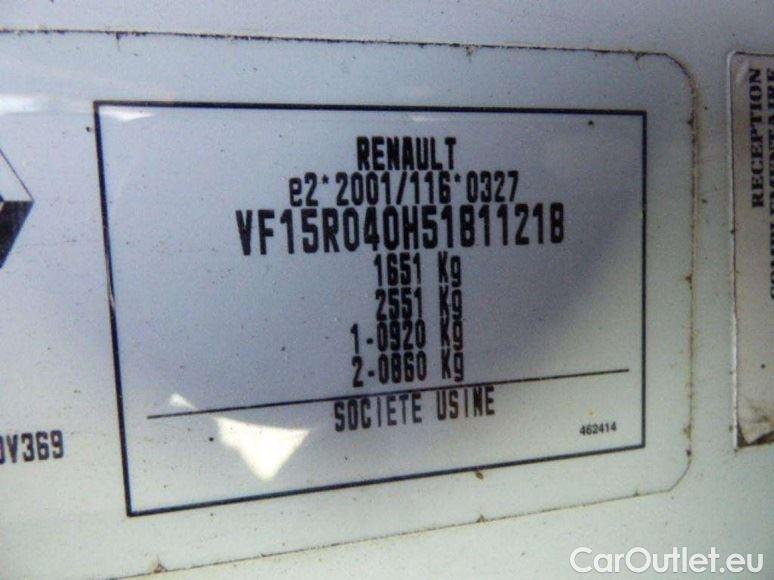 RENAULT
e2*2001/116*0327
VF15R040H51811218
1651 Kg
2551 Kg
1-0920 Kg
2-0860 Kg
SOCIETE USINE
462414
0V369
RECEPTION
CarOutlet.eu